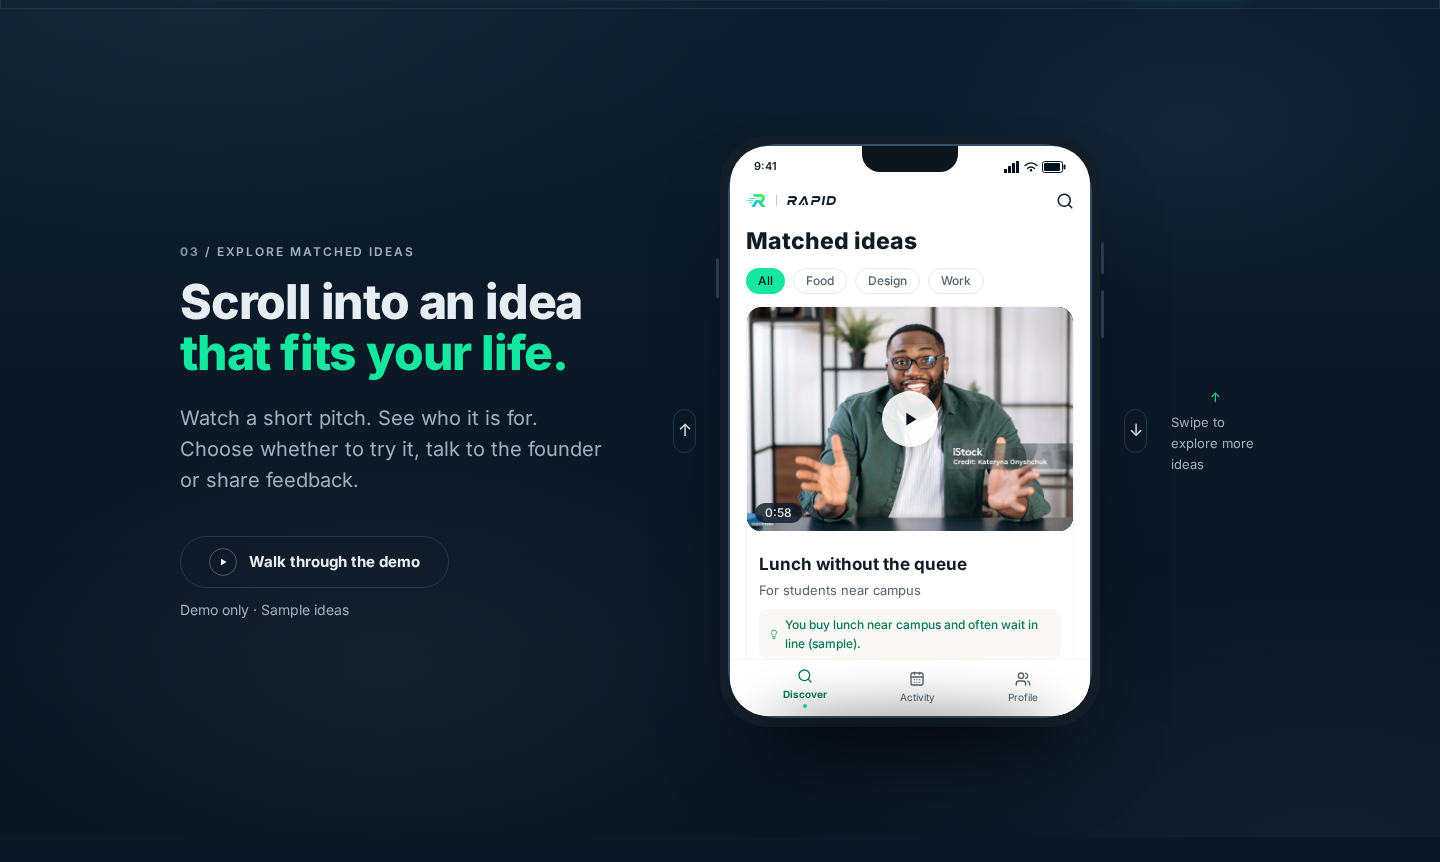 03 / EXPLORE MATCHED IDEAS
Scroll into an idea
that fits your life.
Watch a short pitch. See who it is for.
Choose whether to try it, talk to the founder
or share feedback.
Walk through the demo
Demo only · Sample ideas
9:41
RAPID
Matched ideas
All
Food
Design
Work
iStock
Credit: Kateryna Onyshchuk
0:58
Lunch without the queue
For students near campus
You buy lunch near campus and often wait in
line (sample).
Discover
Activity
Profile
Swipe to
explore more
ideas